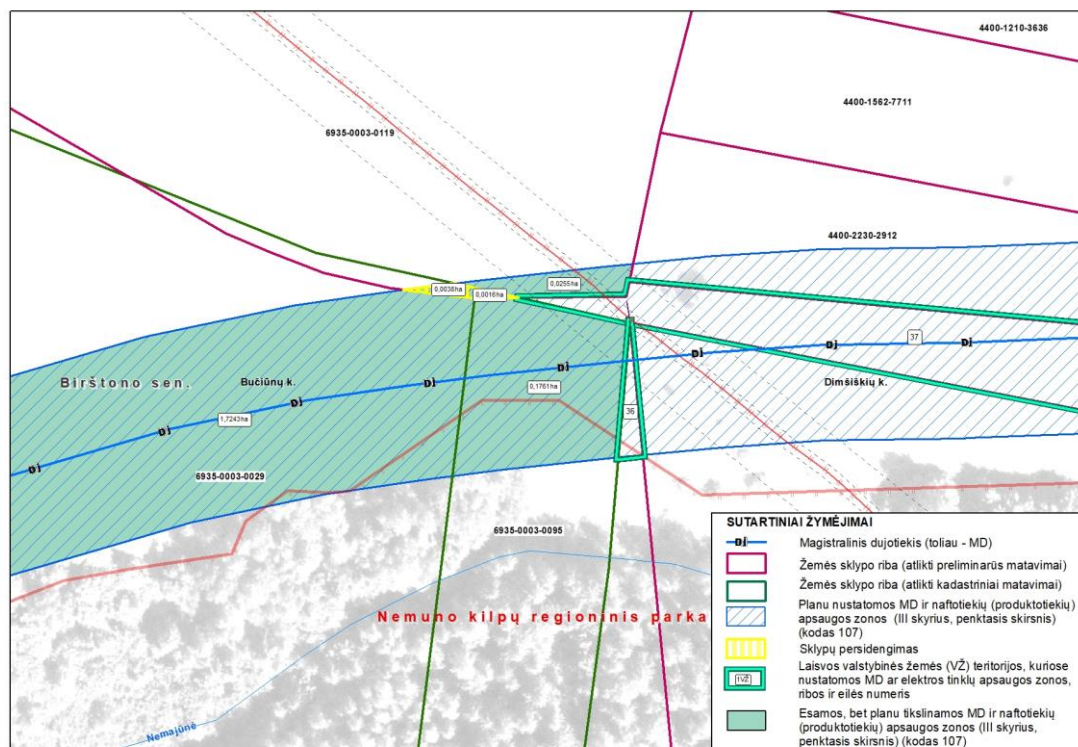 4400-1210-3636
4400-1562-7711
6935-0003-0119
4400-2230-2912
0,0255ha
0,0038ha
0,0016ha
37
Dj
Dj
Dj
Dj
Dj
Dj
Dj
Dj
Birštono sen.
Bučiūnų k.
Dimšiškių k.
0,1761ha
1,7243ha
36
6935-0003-0029
6935-0003-0095
Nemuno kilpų regioninis parka
Nemajūnė
SUTARTINIAI ŽYMĖJIMAI
Dj Magistralinis dujotiekis (toliau - MD)
Žemės sklypo riba (atlikti preliminarūs matavimai)
Žemės sklypo riba (atlikti kadastriniai matavimai)
Planu nustatomos MD ir naftotiekių (produktotiekių)
apsaugos zonos (III skyrius, penktasis skirsnis)
(kodas 107)
Sklypų persidengimas
1VŽ
Laisvos valstybinės žemės (VŽ) teritorijos, kuriose
nustatomos MD ar elektros tinklų apsaugos zonos,
ribos ir eilės numeris
Esamos, bet planu tikslinamos MD ir naftotiekių
(produktotiekių) apsaugos zonos (III skyrius,
penktasis skirsnis) (kodas 107)